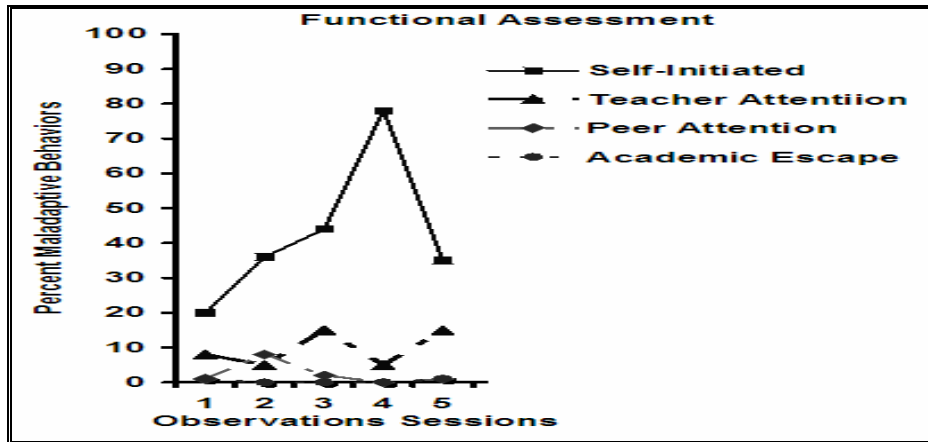 Functional Assessment
100
90
80
70
60
50
40
30
20
10
0
Percent Maladaptive Behaviors
1 2 3 4 5
Observations Sessions
Self-Initiated
Teacher Attentiion
Peer Attention
Academic Escape